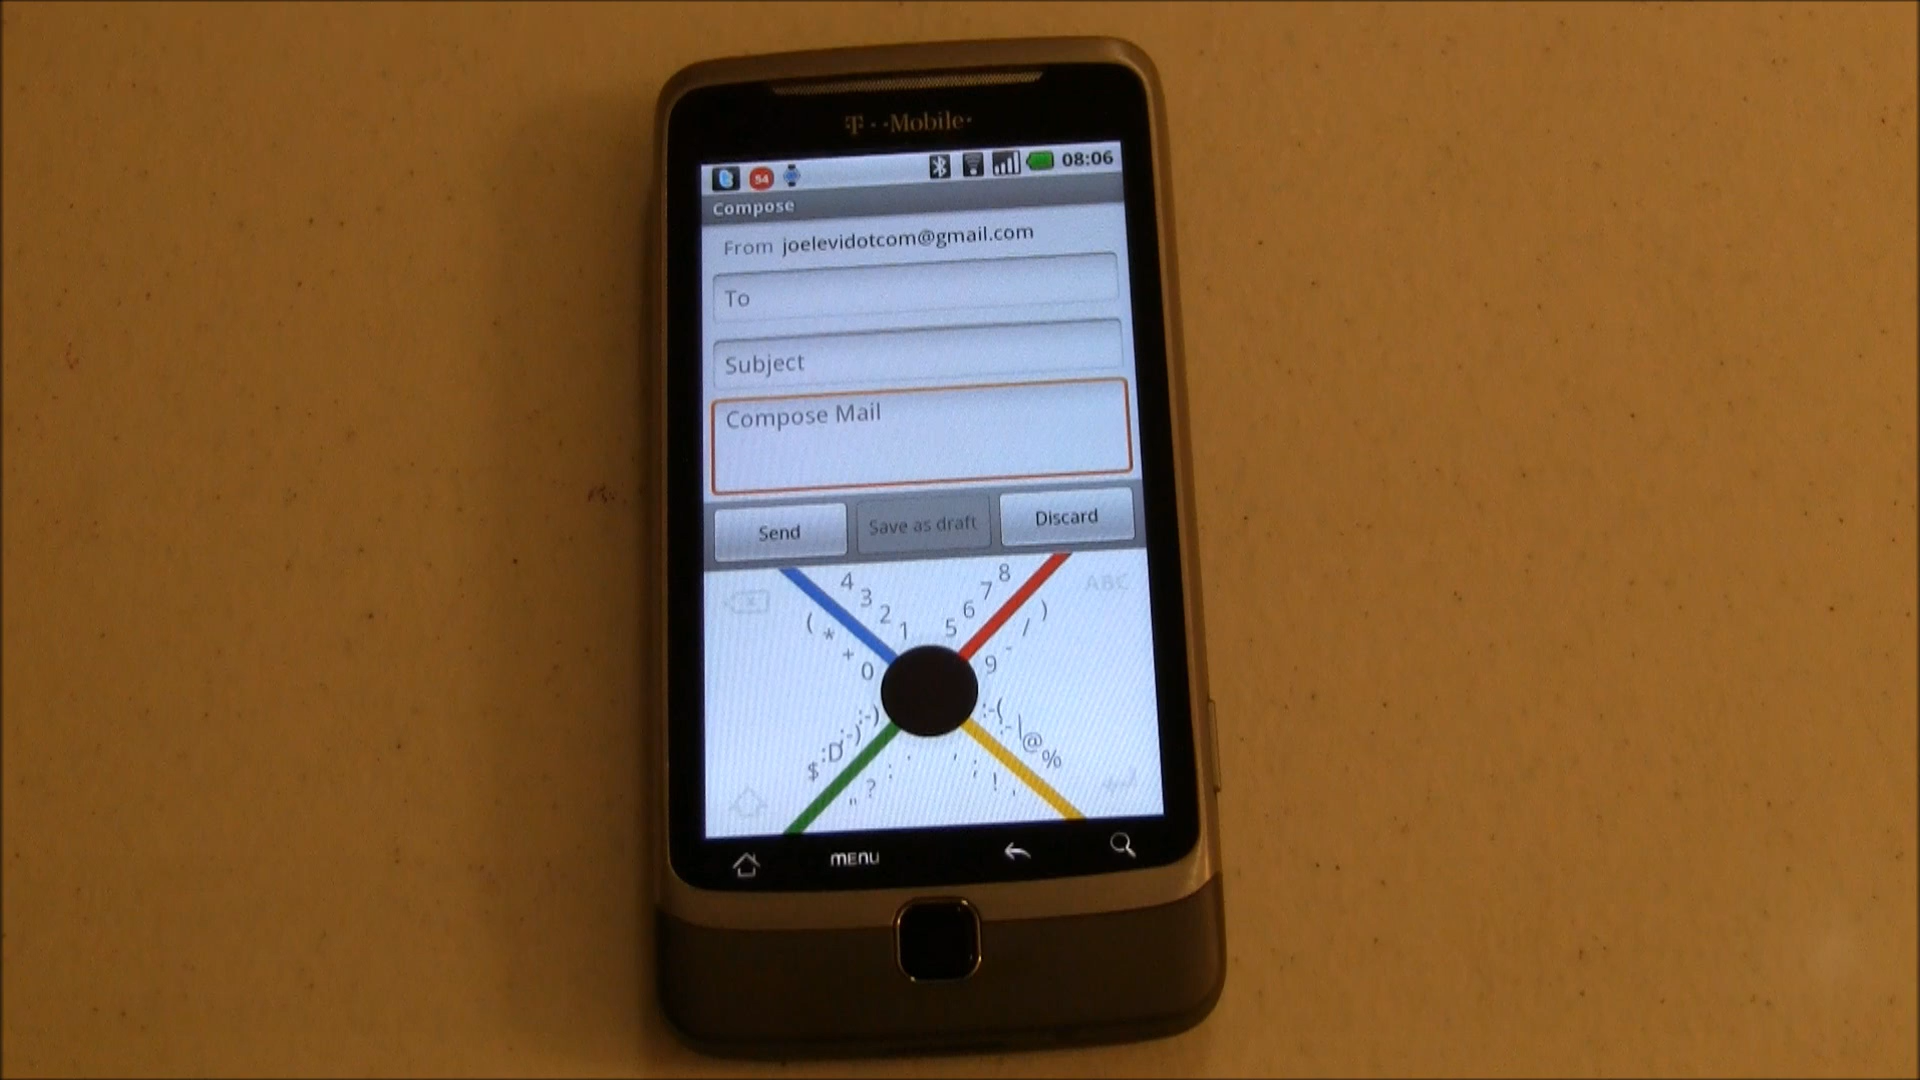 T··Mobile·
54 08:06
Compose
From joelevidotcom@gmail.com
To
Subject
Compose Mail
Send Save as draft Discard
4 3 2 1 5 6 7 8 ABC
( * + 0 9 - / )
:-) ;-) :D $ :-( :-| @ %
" ? : . ' ; ! ,
MENU